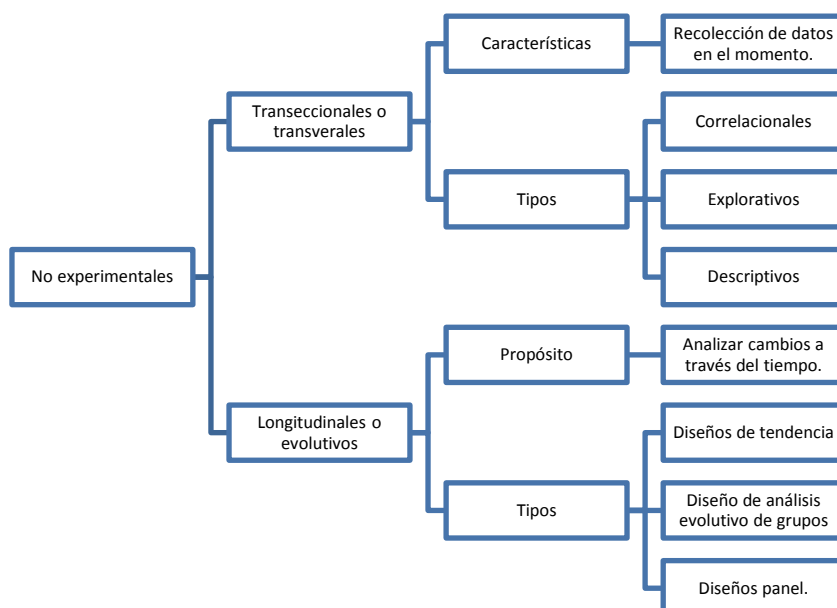 No experimentales
Transeccionales o
transverales
Características
Recolección de datos
en el momento.
Tipos
Correlacionales
Explorativos
Descriptivos
Longitudinales o
evolutivos
Propósito
Analizar cambios a
través del tiempo.
Tipos
Diseños de tendencia
Diseño de análisis
evolutivo de grupos
Diseños panel.